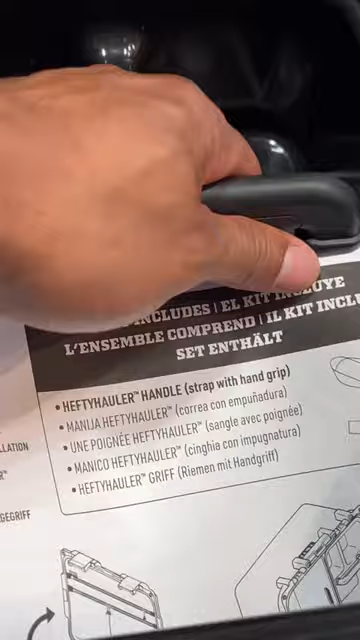 INCLUDES | EL KIT INCLUYE
L'ENSEMBLE COMPREND | IL KIT INCLU
SET ENTHÄLT
• HEFTYHAULER™ HANDLE (strap with hand grip)
• MANIJA HEFTYHAULER™ (correa con empuñadura)
• UNE POIGNÉE HEFTYHAULER™ (sangle avec poignée)
• MANICO HEFTYHAULER™ (cinghia con impugnatura)
• HEFTYHAULER™ GRIFF (Riemen mit Handgriff)
LLATION
R™
GEGRIFF